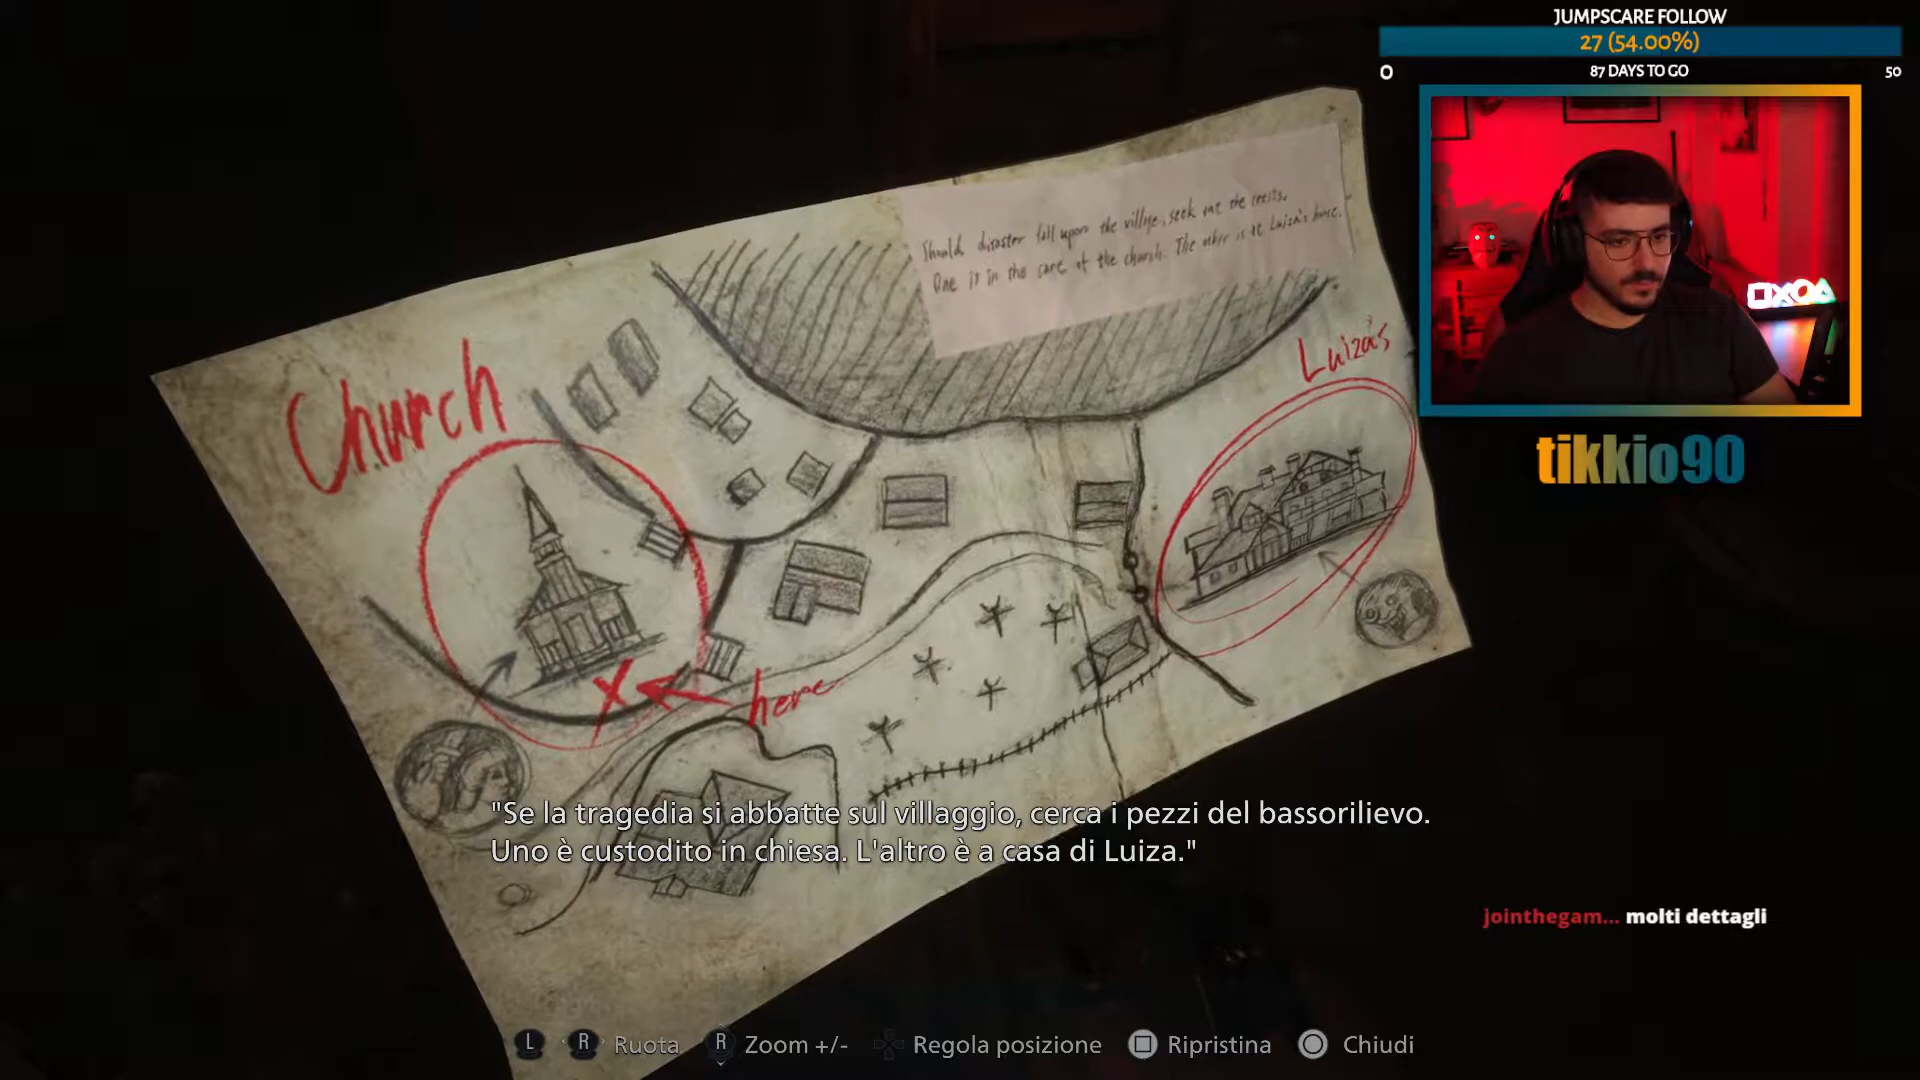 JUMPSCARE FOLLOW
27 (54.00%)
0
87 DAYS TO GO
50
Should disaster fall upon the village, seek out the crests.
One is in the care of the church. The other is at Luiza's house.
Luiza's
Church
tikkio90
here
"Se la tragedia si abbatte sul villaggio, cerca i pezzi del bassorilievo.
Uno è custodito in chiesa. L'altro è a casa di Luiza."
jointhegam... molti dettagli
L R Ruota R Zoom +/- Regola posizione Ripristina Chiudi